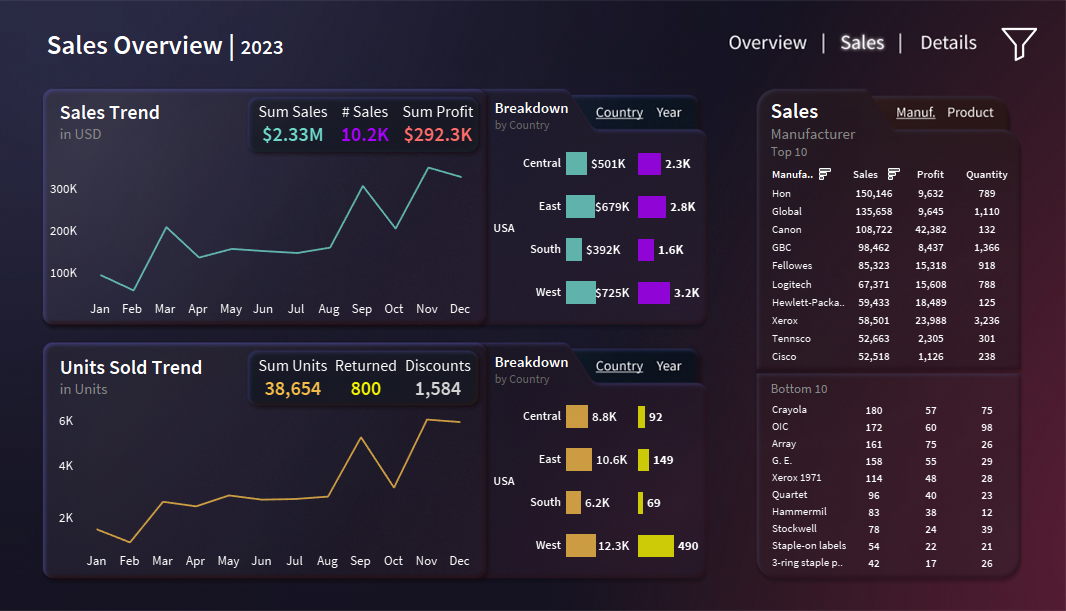 Sales Overview | 2023
Overview | Sales | Details
Sales Trend
in USD
Sum Sales # Sales Sum Profit
$2.33M 10.2K $292.3K
300K
200K
100K
Jan Feb Mar Apr May Jun Jul Aug Sep Oct Nov Dec
Breakdown
by Country
Country Year
USA
Central $501K 2.3K
East $679K 2.8K
South $392K 1.6K
West $725K 3.2K
Units Sold Trend
in Units
Sum Units Returned Discounts
38,654 800 1,584
6K
4K
2K
Jan Feb Mar Apr May Jun Jul Aug Sep Oct Nov Dec
Breakdown
by Country
Country Year
USA
Central 8.8K 92
East 10.6K 149
South 6.2K 69
West 12.3K 490
Sales
Manuf. Product
Manufacturer
Top 10
Manufa.. Sales Profit Quantity
Hon 150,146 9,632 789
Global 135,658 9,645 1,110
Canon 108,722 42,382 132
GBC 98,462 8,437 1,366
Fellowes 85,323 15,318 918
Logitech 67,371 15,608 788
Hewlett-Packa.. 59,433 18,489 125
Xerox 58,501 23,988 3,236
Tennsco 52,663 2,305 301
Cisco 52,518 1,126 238
Bottom 10
Crayola 180 57 75
OIC 172 60 98
Array 161 75 26
G. E. 158 55 29
Xerox 1971 114 48 28
Quartet 96 40 23
Hammermil 83 38 12
Stockwell 78 24 39
Staple-on labels 54 22 21
3-ring staple p.. 42 17 26